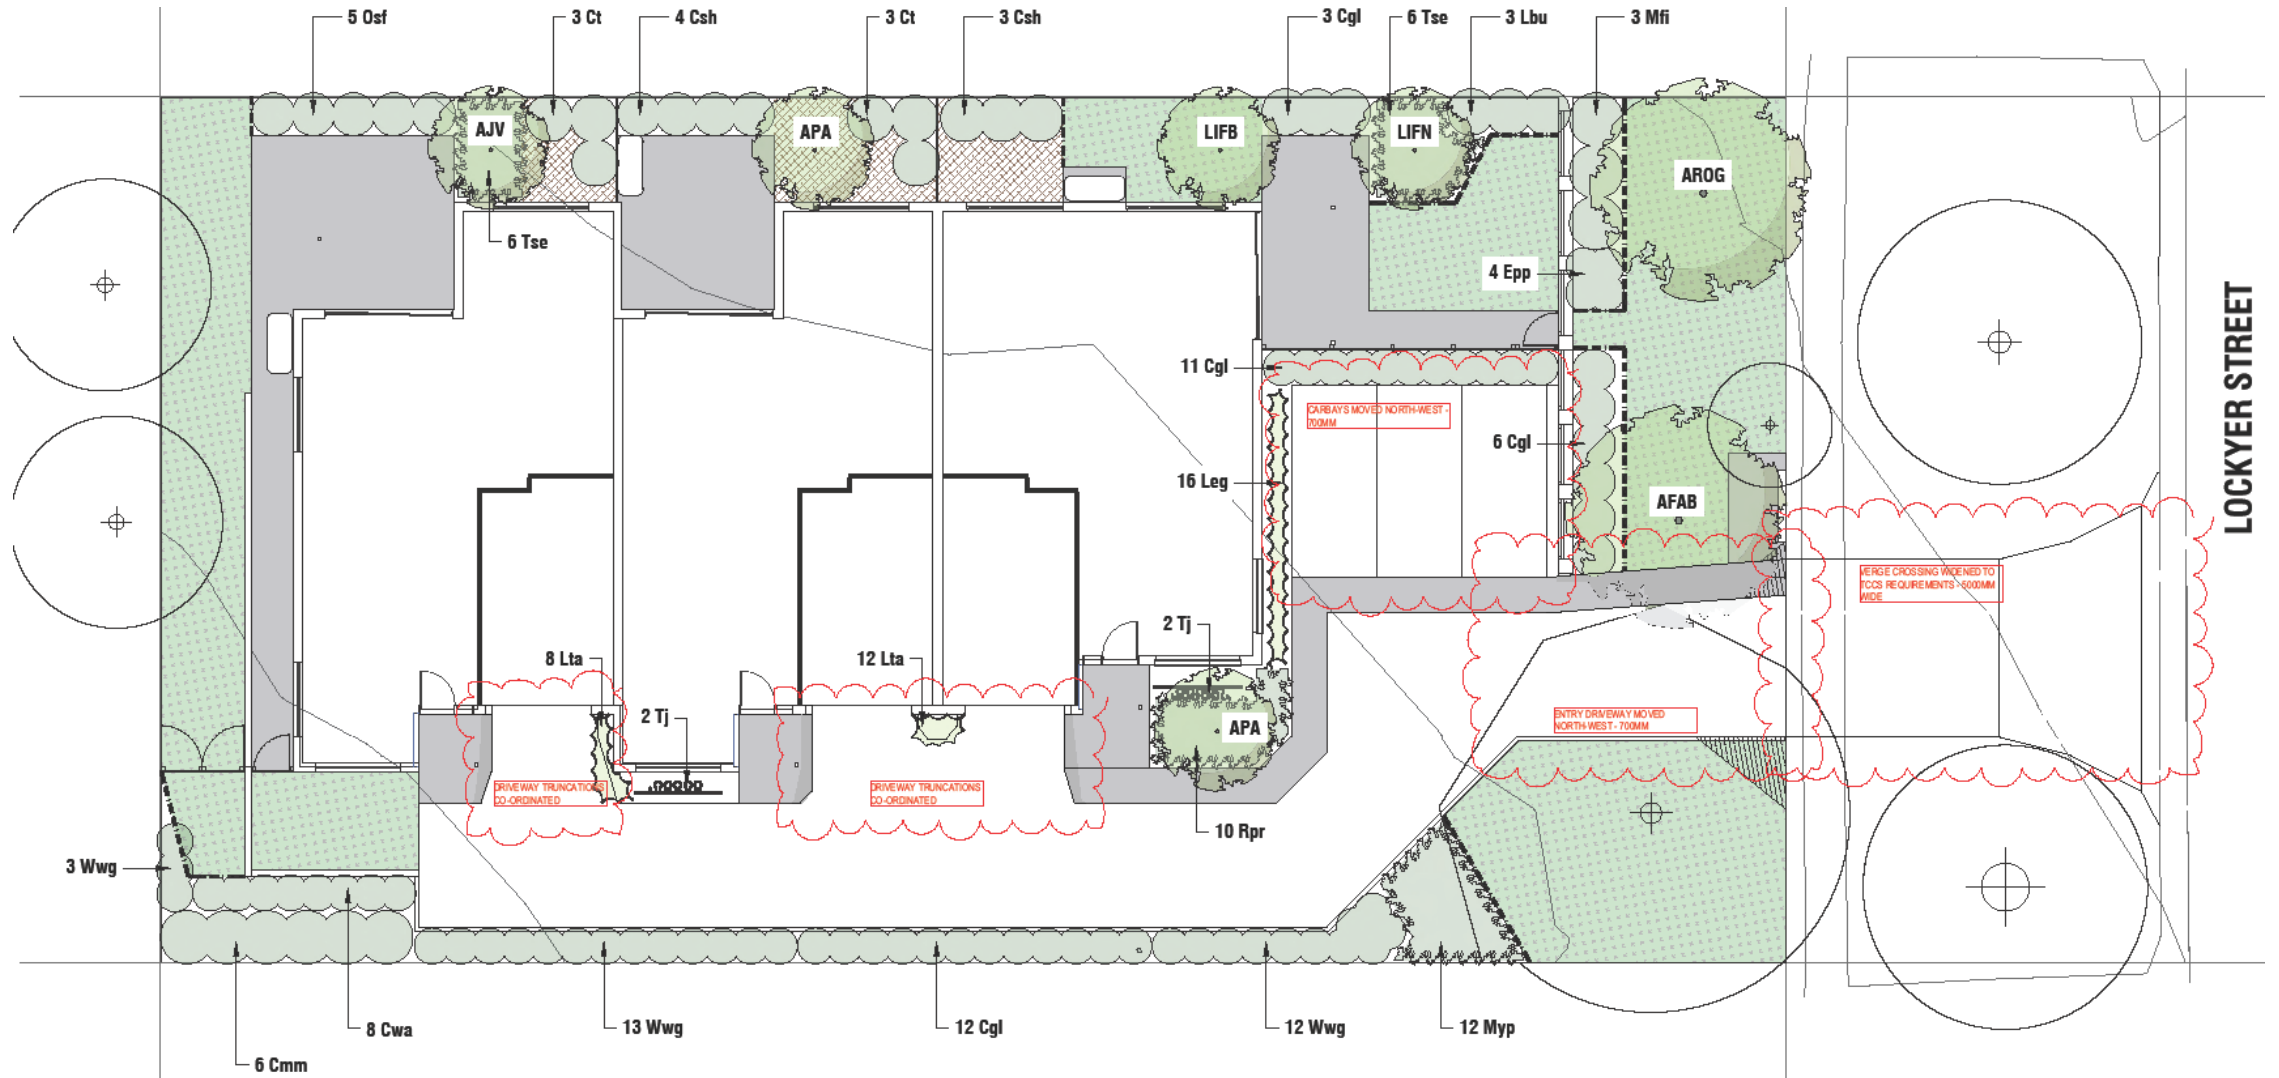 5 Osf
3 Ct
4 Csh
3 Ct
3 Csh
3 Cgl
6 Tse
3 Lbu
3 Mfi
AJV
APA
LIFB
LIFN
AROG
6 Tse
4 Epp
LOCKYER STREET
11 Cgl
CARBAYS MOVED NORTH-WEST -
700MM
6 Cgl
16 Leg
AFAB
VERGE CROSSING WIDENED TO
TCCS REQUIREMENTS - 5000MM
WIDE
2 Tj
8 Lta
12 Lta
2 Tj
APA
ENTRY DRIVEWAY MOVED
NORTH-WEST - 700MM
DRIVEWAY TRUNCATIONS
CO-ORDINATED
DRIVEWAY TRUNCATIONS
CO-ORDINATED
10 Rpr
3 Wwg
8 Cwa
13 Wwg
12 Cgl
12 Wwg
12 Myp
6 Cmm